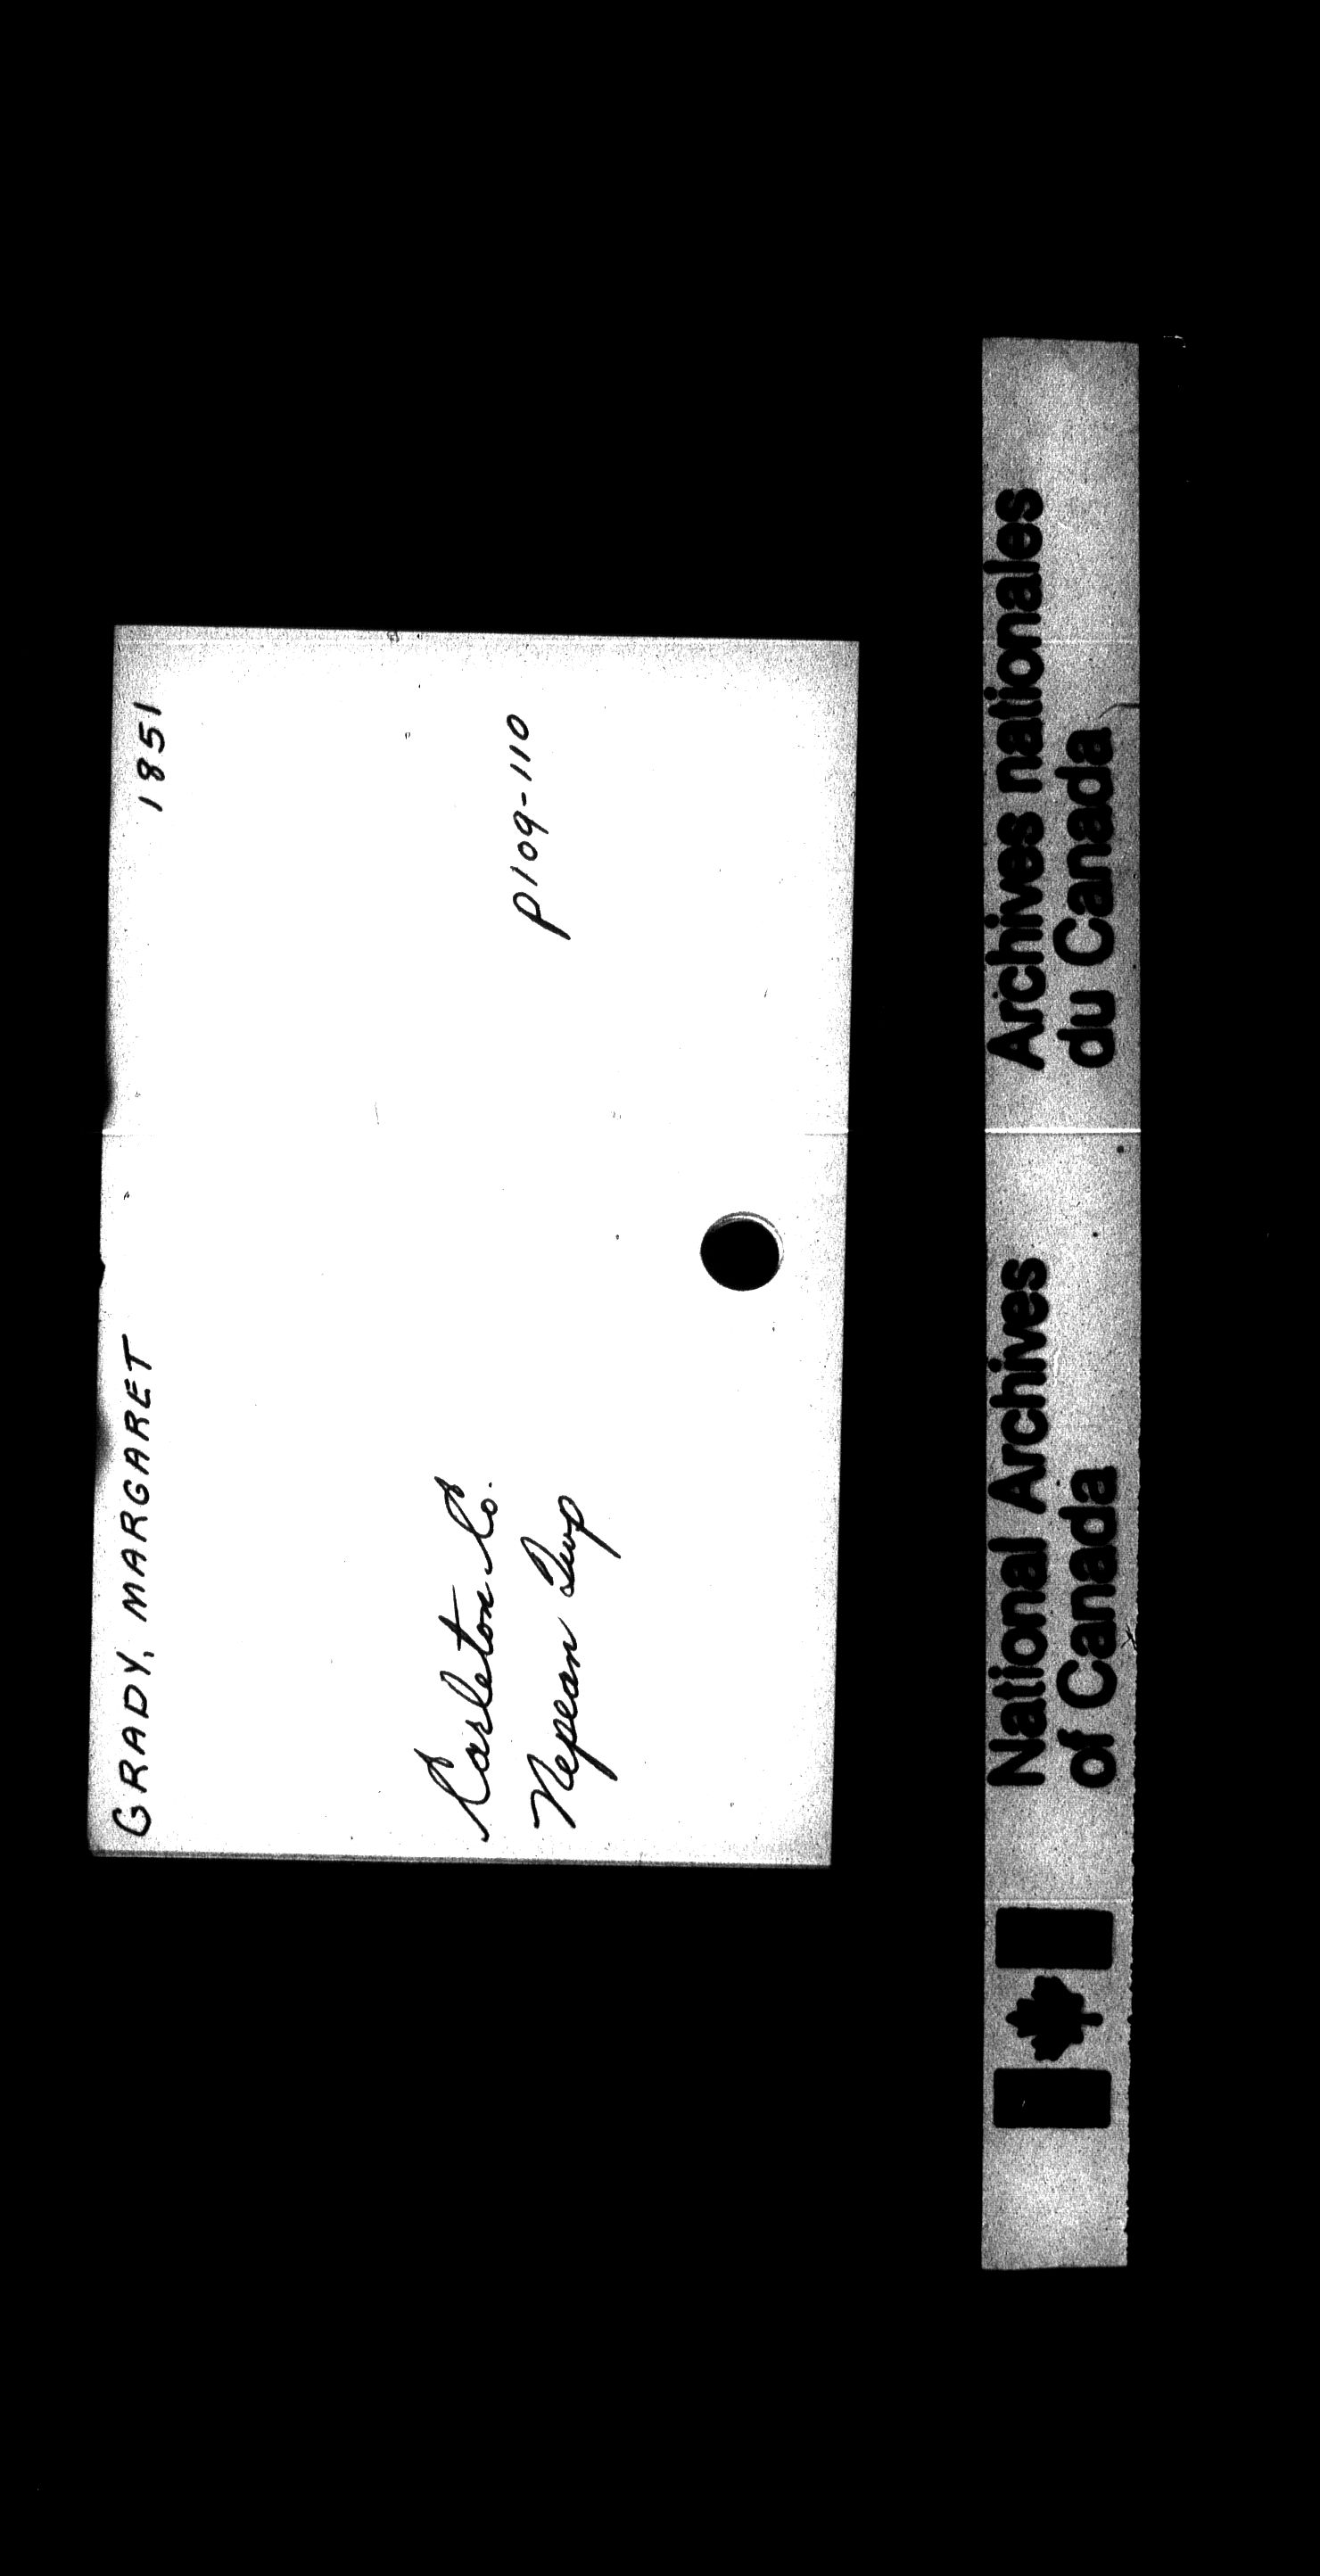 GRADY, MARGARET 1851
Carleton Co.
Nepean Twp p109-110
National Archives of Canada
Archives nationales du Canada